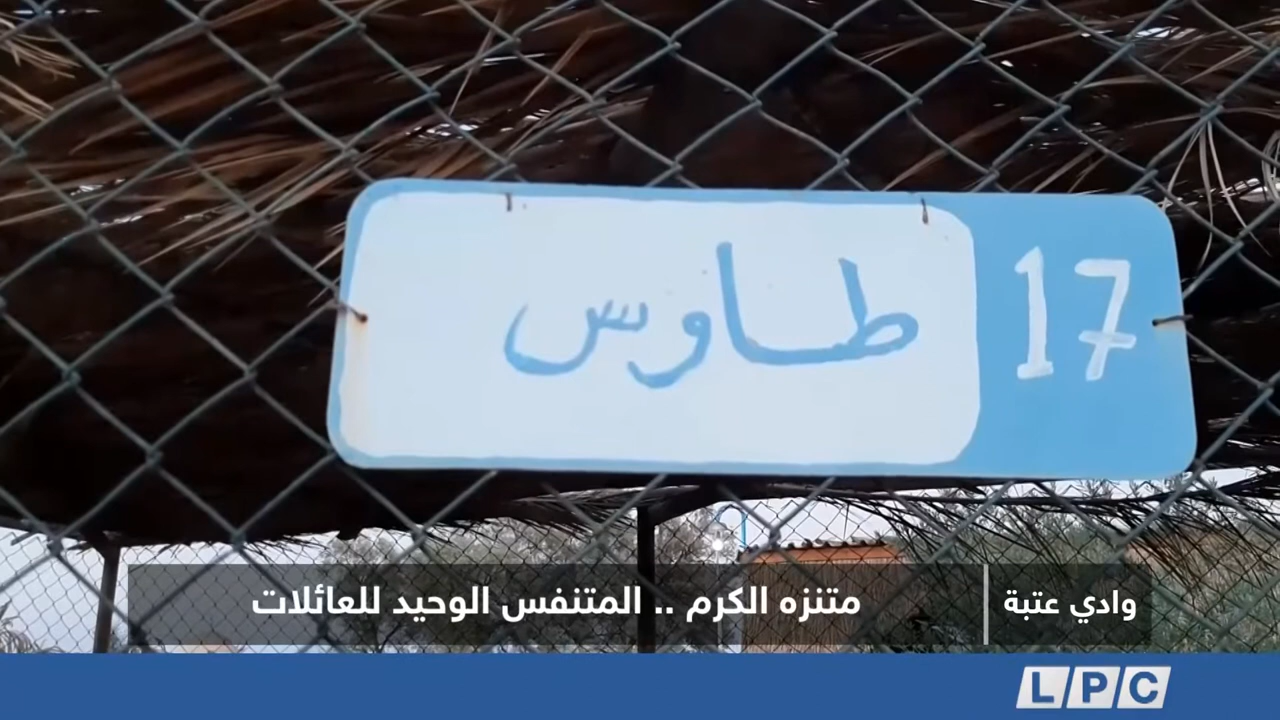 17 طاوس
وادي عتبة
متنزه الكرم .. المتنفس الوحيد للعائلات
LPC